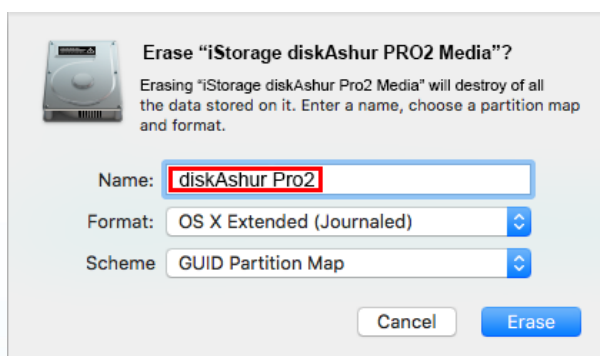 Erase “iStorage diskAshur PRO2 Media”?
Erasing “iStorage diskAshur Pro2 Media” will destroy of all
the data stored on it. Enter a name, choose a partition map
and format.
Name: diskAshur Pro2
Format: OS X Extended (Journaled)
Scheme GUID Partition Map
Cancel Erase